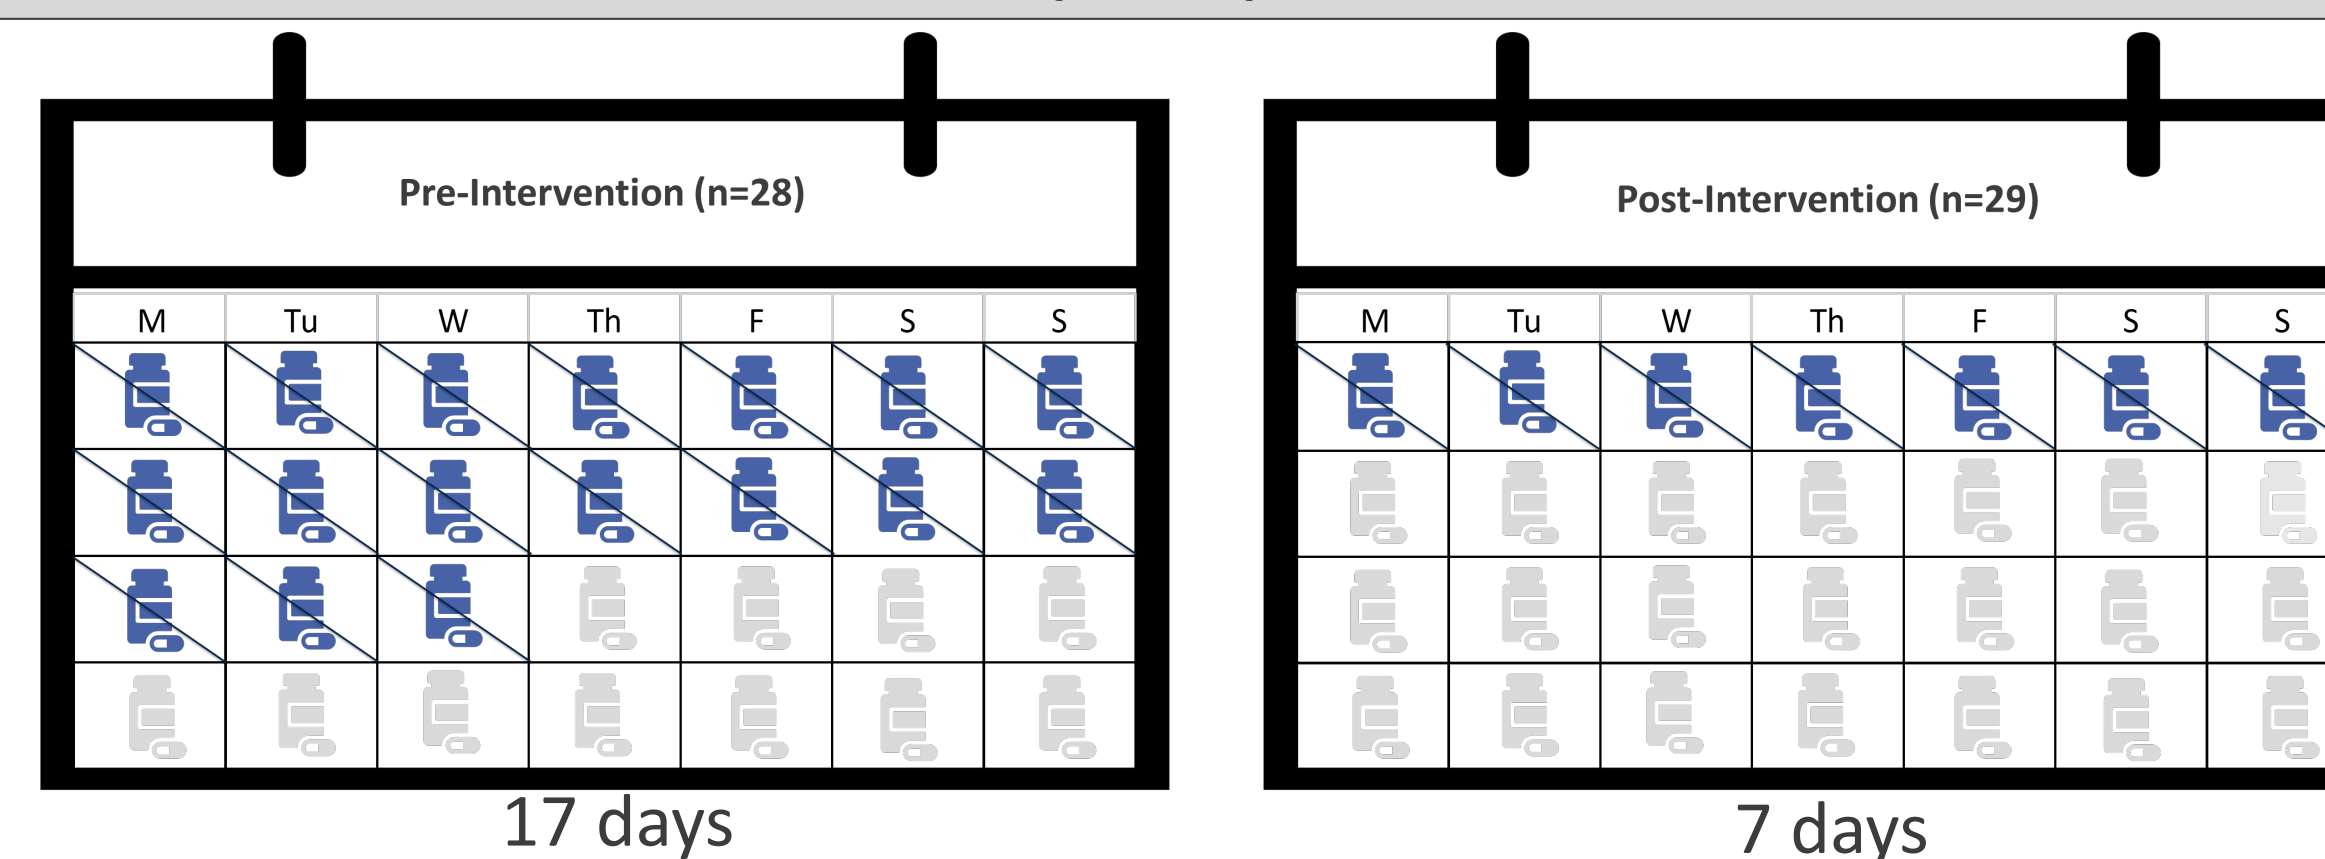 Pre-Intervention (n=28)
M Tu W Th F S S
17 days
Post-Intervention (n=29)
M Tu W Th F S S
7 days